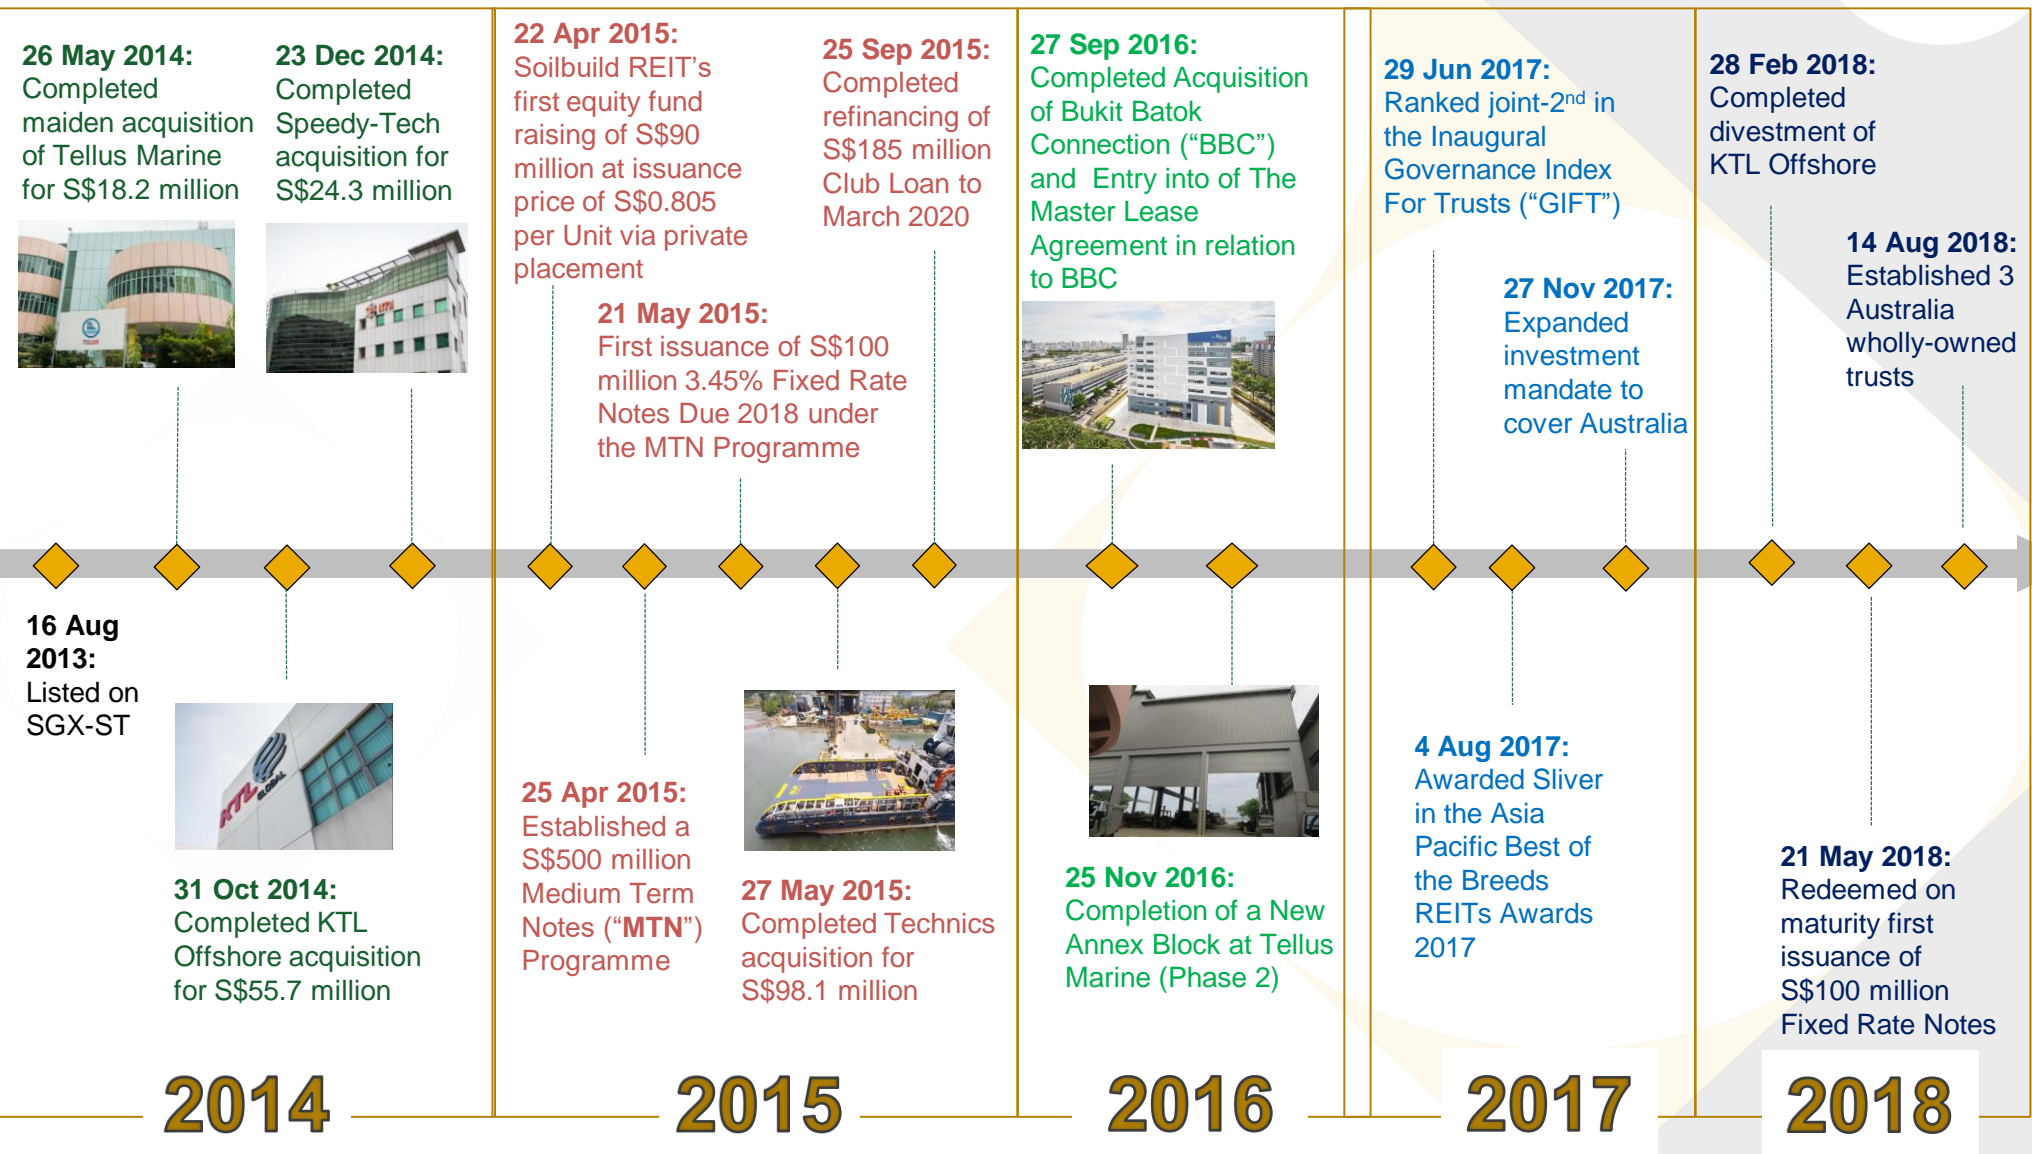 26 May 2014:
Completed
maiden acquisition
of Tellus Marine
for S$18.2 million
23 Dec 2014:
Completed
Speedy-Tech
acquisition for
S$24.3 million
TELLUS
16 Aug
2013:
Listed on
SGX-ST
KTL
GLOBAL
31 Oct 2014:
Completed KTL
Offshore acquisition
for S$55.7 million
22 Apr 2015:
Soilbuild REIT’s
first equity fund
raising of S$90
million at issuance
price of S$0.805
per Unit via private
placement
25 Sep 2015:
Completed
refinancing of
S$185 million
Club Loan to
March 2020
21 May 2015:
First issuance of S$100
million 3.45% Fixed Rate
Notes Due 2018 under
the MTN Programme
25 Apr 2015:
Established a
S$500 million
Medium Term
Notes (“MTN”)
Programme
27 May 2015:
Completed Technics
acquisition for
S$98.1 million
27 Sep 2016:
Completed Acquisition
of Bukit Batok
Connection (“BBC”)
and  Entry into of The
Master Lease
Agreement in relation
to BBC
25 Nov 2016:
Completion of a New
Annex Block at Tellus
Marine (Phase 2)
29 Jun 2017:
Ranked joint-2nd in
the Inaugural
Governance Index
For Trusts (“GIFT”)
27 Nov 2017:
Expanded
investment
mandate to
cover Australia
4 Aug 2017:
Awarded Sliver
in the Asia
Pacific Best of
the Breeds
REITs Awards
2017
28 Feb 2018:
Completed
divestment of
KTL Offshore
14 Aug 2018:
Established 3
Australia
wholly-owned
trusts
21 May 2018:
Redeemed on
maturity first
issuance of
S$100 million
Fixed Rate Notes
2014
2015
2016
2017
2018